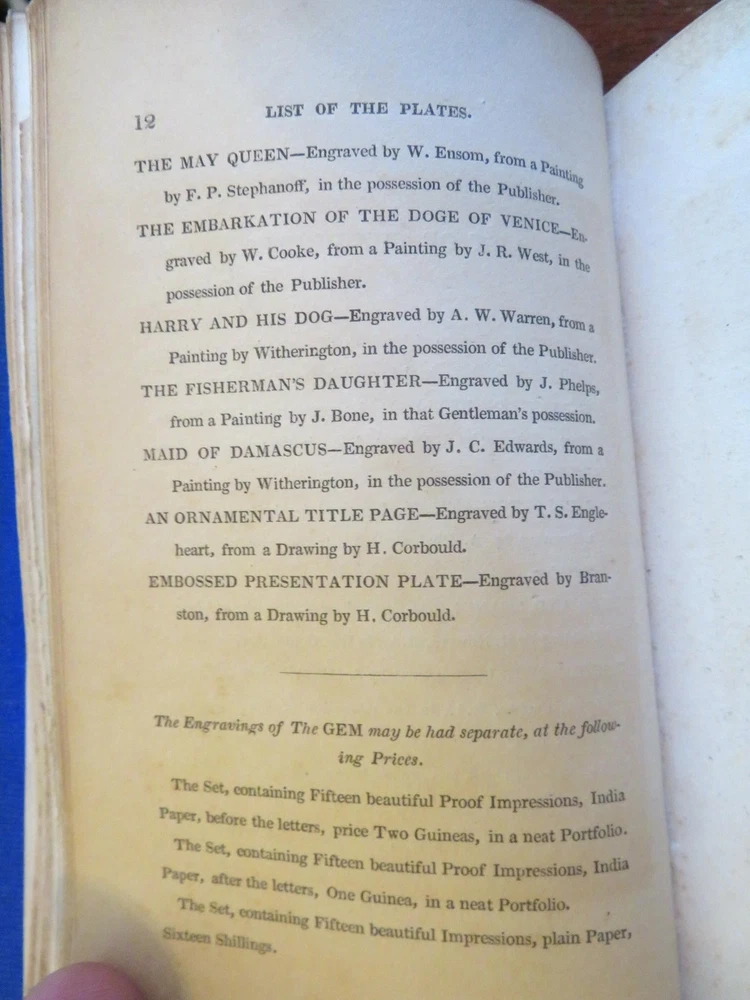 12
LIST OF THE PLATES.
THE MAY QUEEN—Engraved by W. Ensom, from a Painting
by F. P. Stephanoff, in the possession of the Publisher.
THE EMBARKATION OF THE DOGE OF VENICE—En-
graved by W. Cooke, from a Painting by J. R. West, in the
possession of the Publisher.
HARRY AND HIS DOG—Engraved by A. W. Warren, from a
Painting by Witherington, in the possession of the Publisher.
THE FISHERMAN'S DAUGHTER—Engraved by J. Phelps,
from a Painting by J. Bone, in that Gentleman's possession.
MAID OF DAMASCUS—Engraved by J. C. Edwards, from a
Painting by Witherington, in the possession of the Publisher.
AN ORNAMENTAL TITLE PAGE—Engraved by T. S. Engle-
heart, from a Drawing by H. Corbould.
EMBOSSED PRESENTATION PLATE—Engraved by Bran-
ston, from a Drawing by H. Corbould.
The Engravings of The GEM may be had separate, at the follow-
ing Prices.
The Set, containing Fifteen beautiful Proof Impressions, India
Paper, before the letters, price Two Guineas, in a neat Portfolio.
The Set, containing Fifteen beautiful Proof Impressions, India
Paper, after the letters, One Guinea, in a neat Portfolio.
The Set, containing Fifteen beautiful Impressions, plain Paper,
Sixteen Shillings.